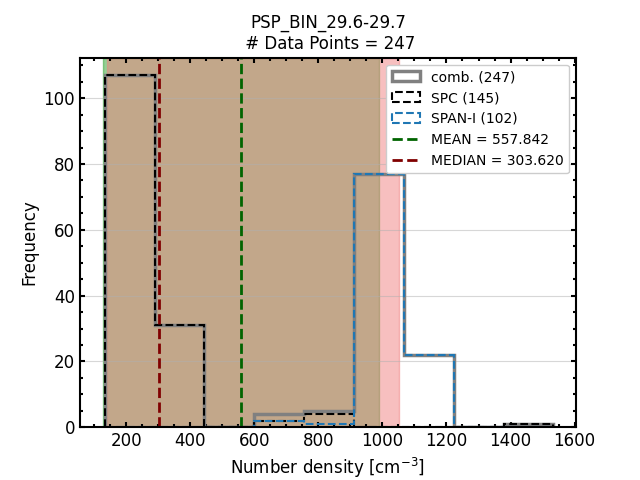 PSP_BIN_29.6-29.7
# Data Points = 247
comb. (247)
SPC (145)
SPAN-I (102)
MEAN = 557.842
MEDIAN = 303.620
Frequency
100
80
60
40
20
0
200 400 600 800 1000 1200 1400 1600
Number density [cm⁻³]